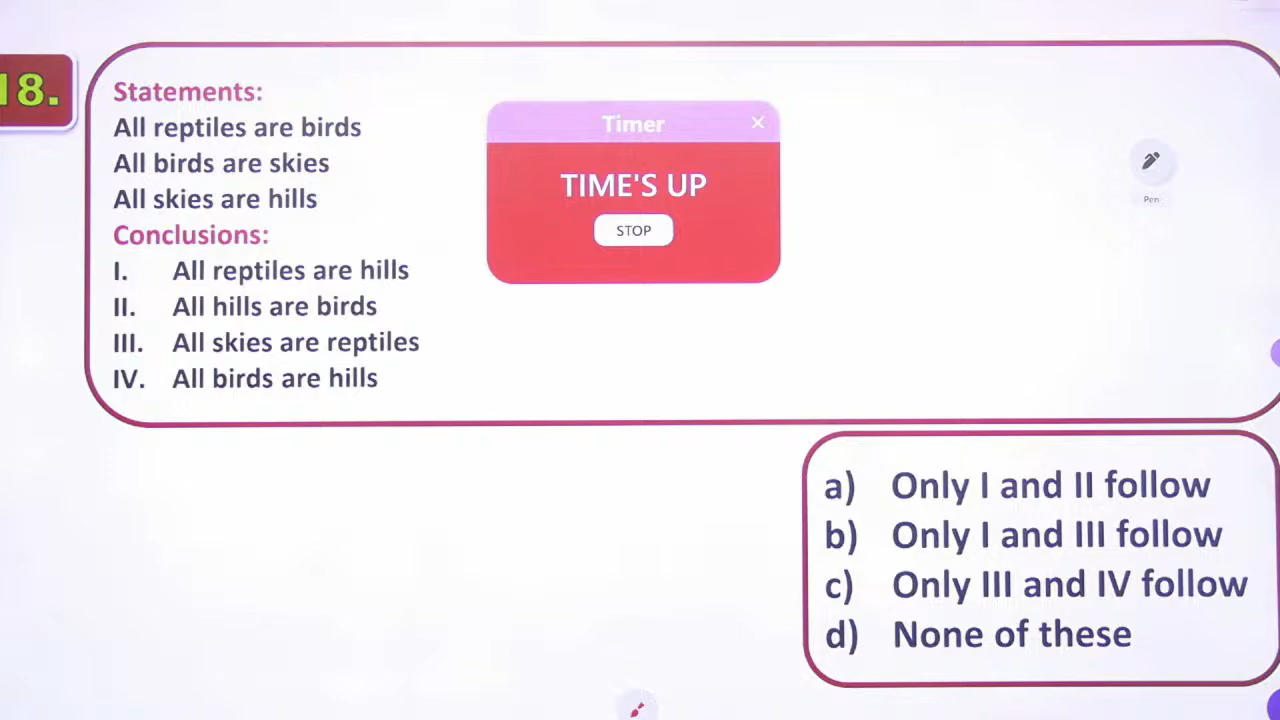 18.
Statements:
All reptiles are birds
All birds are skies
All skies are hills
Conclusions:
I. All reptiles are hills
II. All hills are birds
III. All skies are reptiles
IV. All birds are hills
Timer ×
TIME'S UP
STOP
Pen
a) Only I and II follow
b) Only I and III follow
c) Only III and IV follow
d) None of these